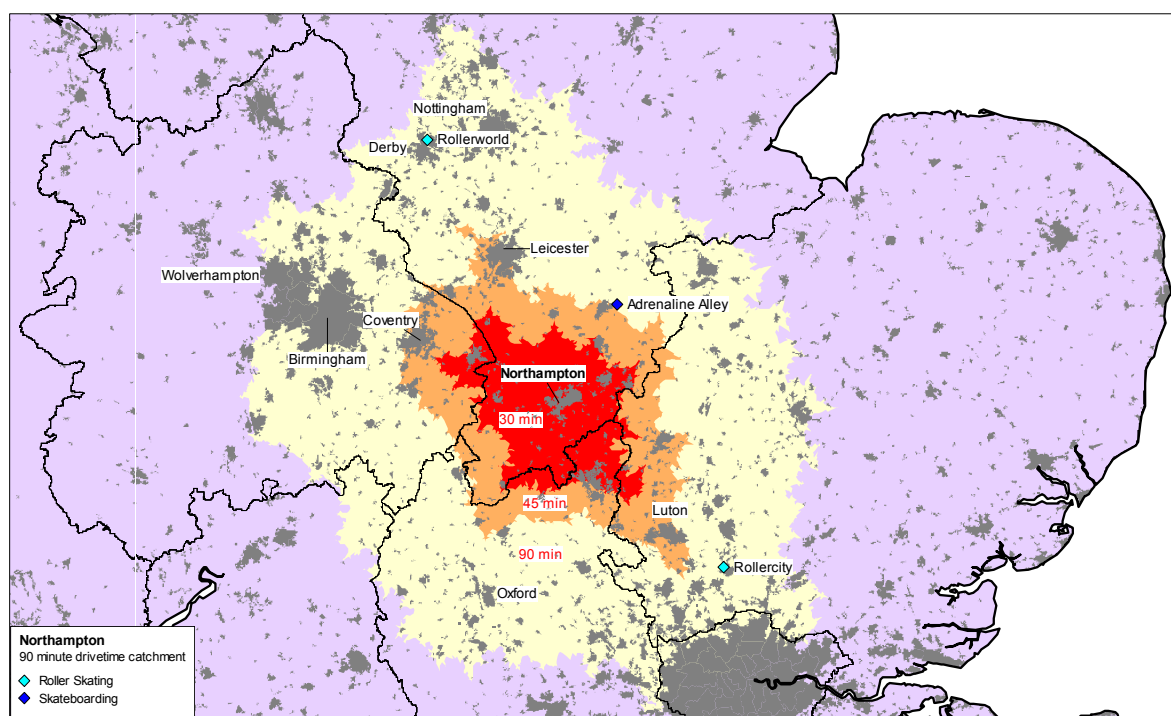 Nottingham
Rollerworld
Derby
Leicester
Wolverhampton
Adrenaline Alley
Coventry
Birmingham
Northampton
30 min
45 min
Luton
90 min
Rollercity
Oxford
Northampton
90 minute drivetime catchment
Roller Skating
Skateboarding